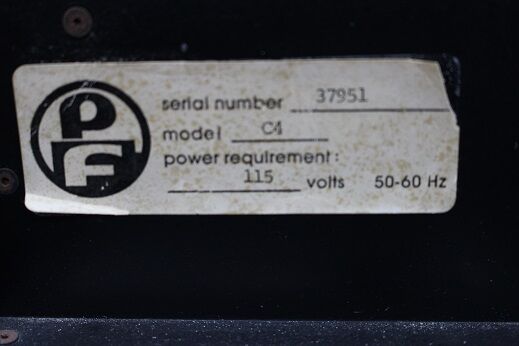 PF
serial number 37951
model C4
power requirement:
115 volts 50-60 Hz